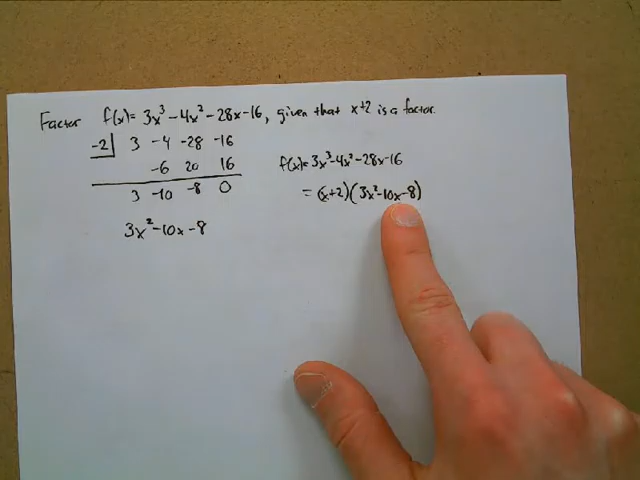 Factor f(x)= 3x³-4x²-28x-16, given that x+2 is a factor.
-2 3 -4 -28 -16
-6 20 16
3 -10 -8 0
3x²-10x-8
f(x)=3x³-4x²-28x-16
= (x+2)(3x²-10x-8)